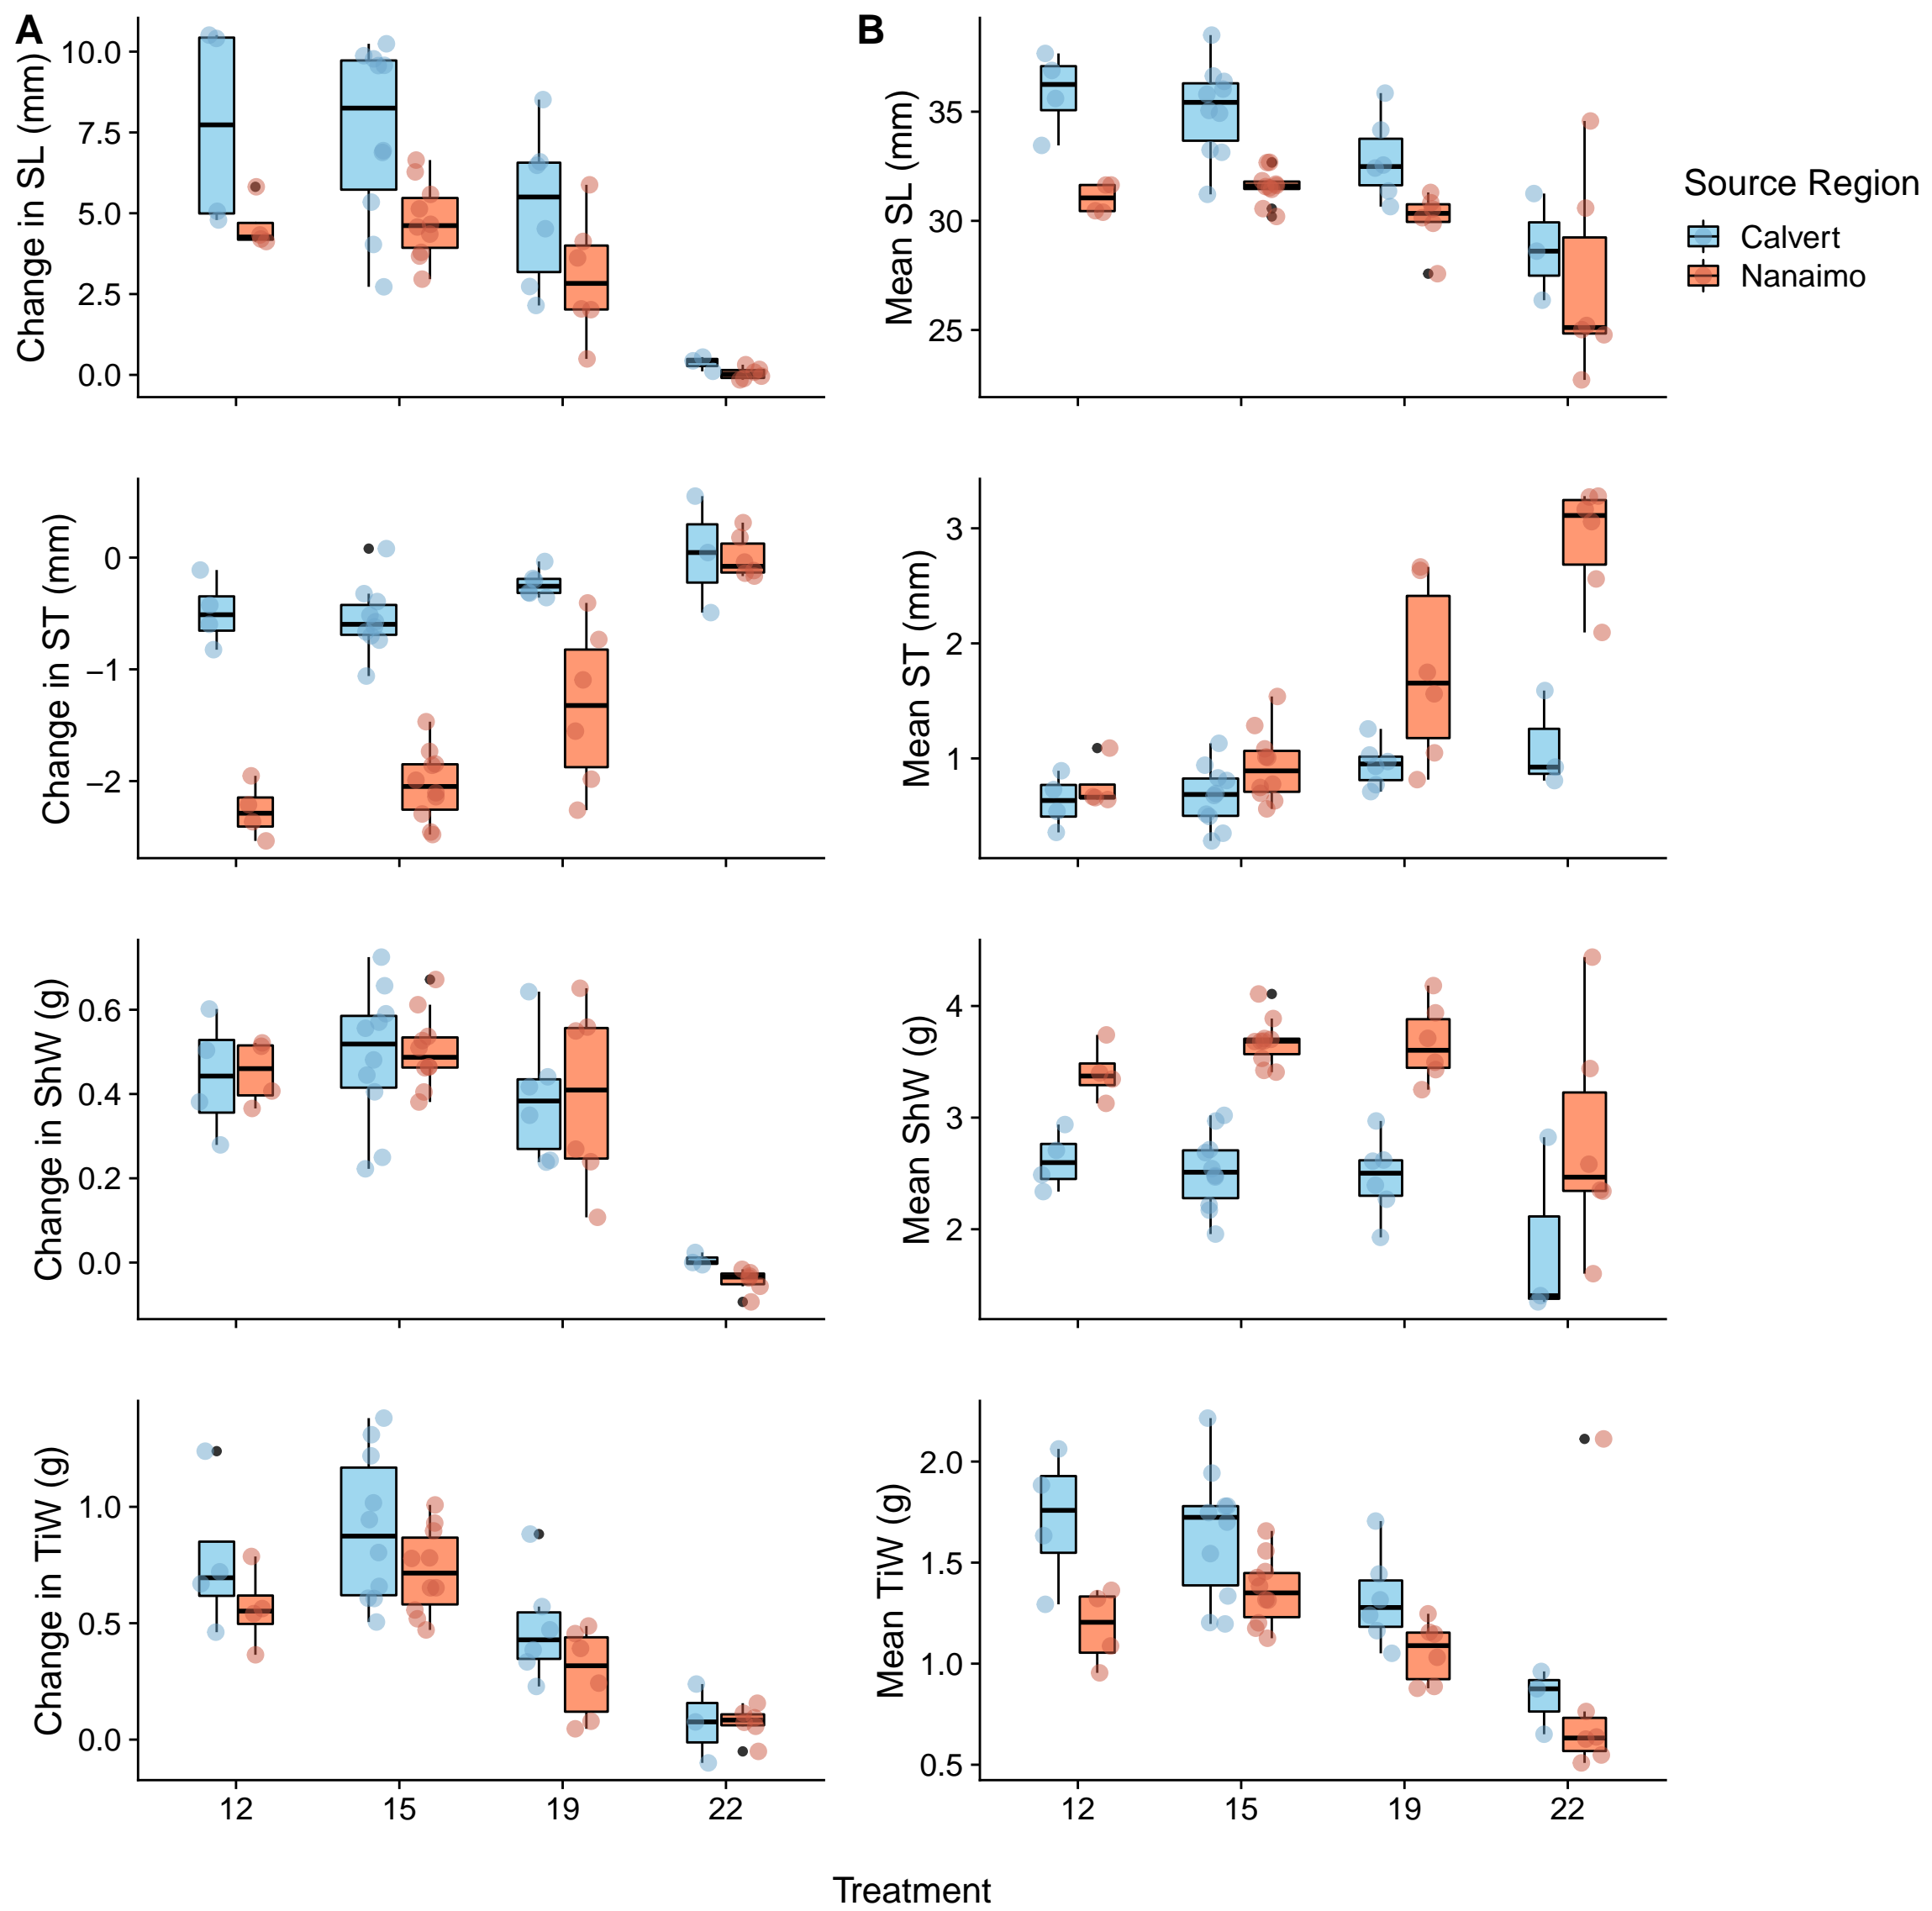 A
B
Change in SL (mm)
10.0
7.5
5.0
2.5
0.0
Mean SL (mm)
35
30
25
Source Region
Calvert
Nanaimo
Change in ST (mm)
0
−1
−2
Mean ST (mm)
3
2
1
Change in ShW (g)
0.6
0.4
0.2
0.0
Mean ShW (g)
4
3
2
Change in TiW (g)
1.0
0.5
0.0
12
15
19
22
Mean TiW (g)
2.0
1.5
1.0
0.5
12
15
19
22
Treatment